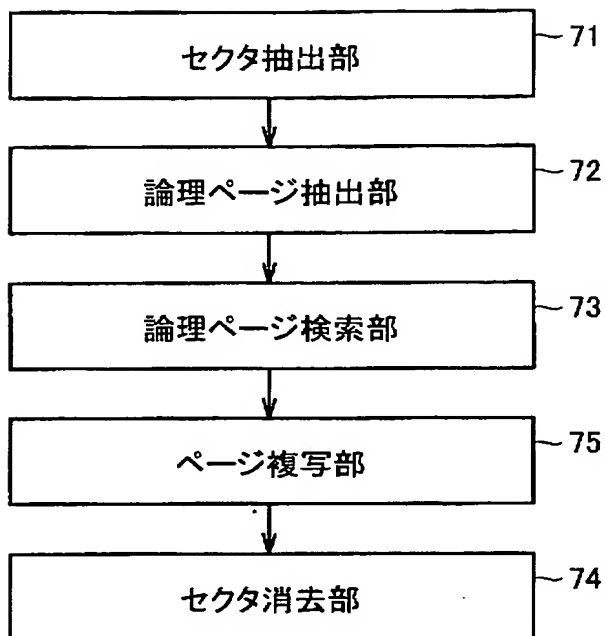 セクタ抽出部 71
論理ページ抽出部 72
論理ページ検索部 73
ページ複写部 75
セクタ消去部 74